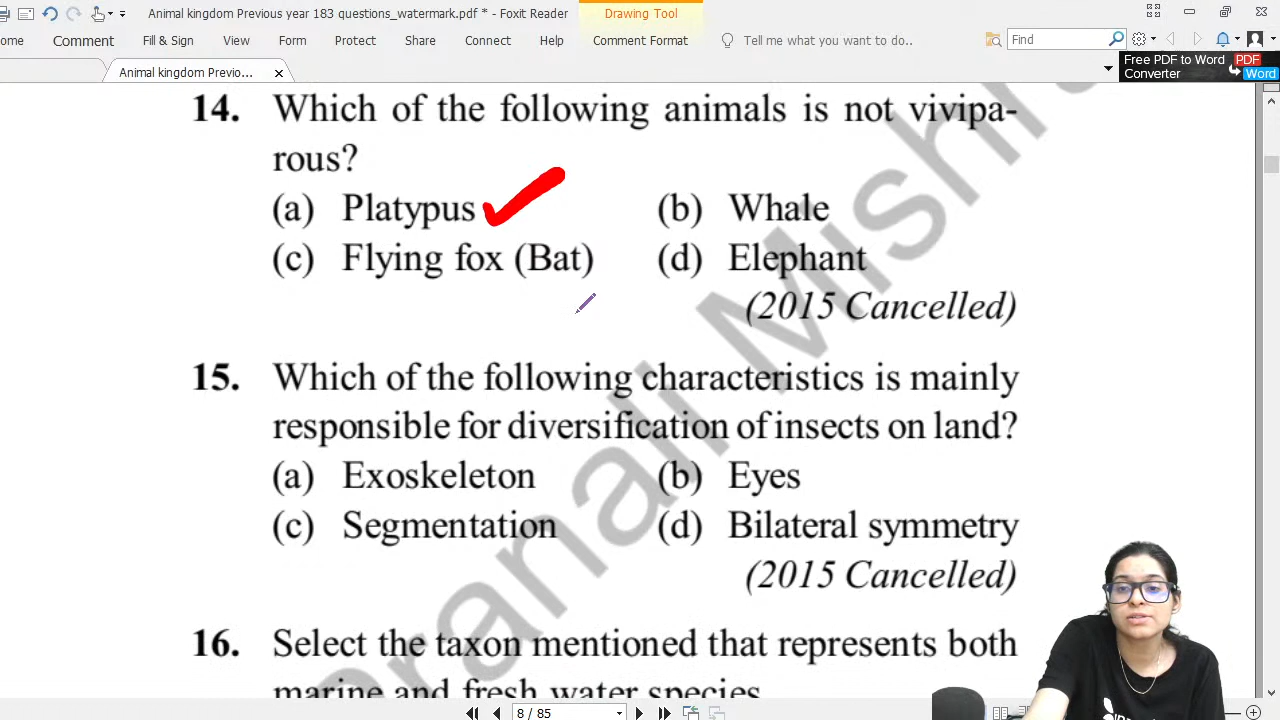 Animal kingdom Previous year 183 questions_watermark.pdf * - Foxit Reader
Drawing Tool
ome Comment Fill & Sign View Form Protect Share Connect Help Comment Format Tell me what you want to do.. Find
Animal kingdom Previo... ×
Free PDF to Word Converter PDF Word
14. Which of the following animals is not vivipa-
rous?
(a) Platypus (b) Whale
(c) Flying fox (Bat) (d) Elephant
(2015 Cancelled)
15. Which of the following characteristics is mainly
responsible for diversification of insects on land?
(a) Exoskeleton (b) Eyes
(c) Segmentation (d) Bilateral symmetry
(2015 Cancelled)
16. Select the taxon mentioned that represents both
marine and fresh water species.
Pranali Mishra
8 / 85